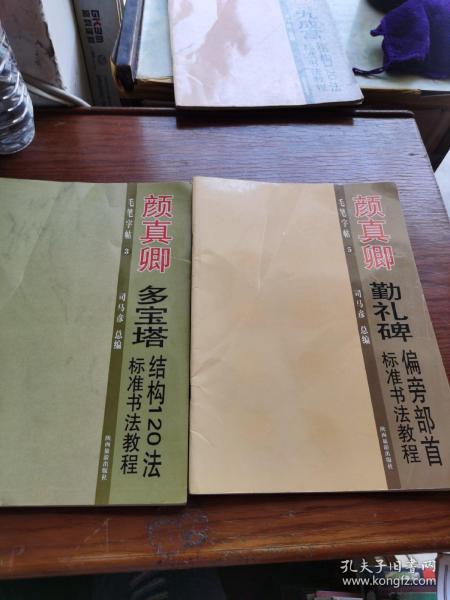 毛笔字帖 3
颜真卿
多宝塔
结构120法
标准书法教程
司马彦 总编
陕西旅游出版社
毛笔字帖 5
颜真卿
勤礼碑
偏旁部首
标准书法教程
司马彦 总编
陕西旅游出版社
孔夫子旧书网
www.kongfz.com